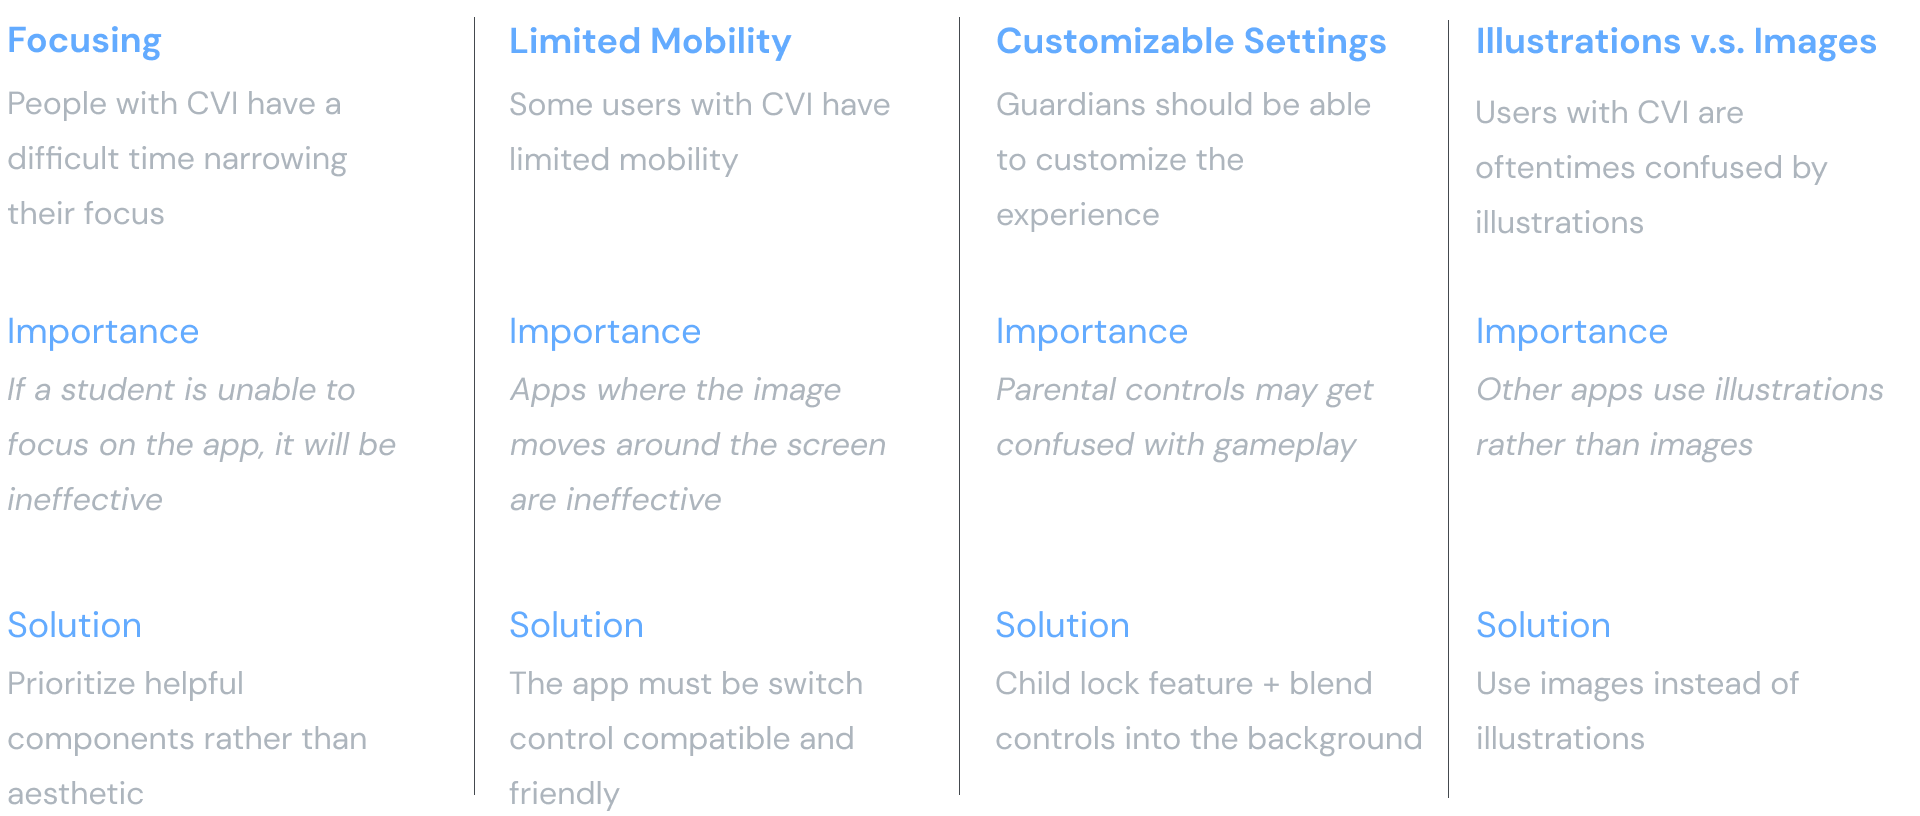 Focusing
People with CVI have a
difficult time narrowing
their focus
Importance
If a student is unable to
focus on the app, it will be
ineffective
Solution
Prioritize helpful
components rather than
aesthetic
Limited Mobility
Some users with CVI have
limited mobility
Importance
Apps where the image
moves around the screen
are ineffective
Solution
The app must be switch
control compatible and
friendly
Customizable Settings
Guardians should be able
to customize the
experience
Importance
Parental controls may get
confused with gameplay
Solution
Child lock feature + blend
controls into the background
Illustrations v.s. Images
Users with CVI are
oftentimes confused by
illustrations
Importance
Other apps use illustrations
rather than images
Solution
Use images instead of
illustrations